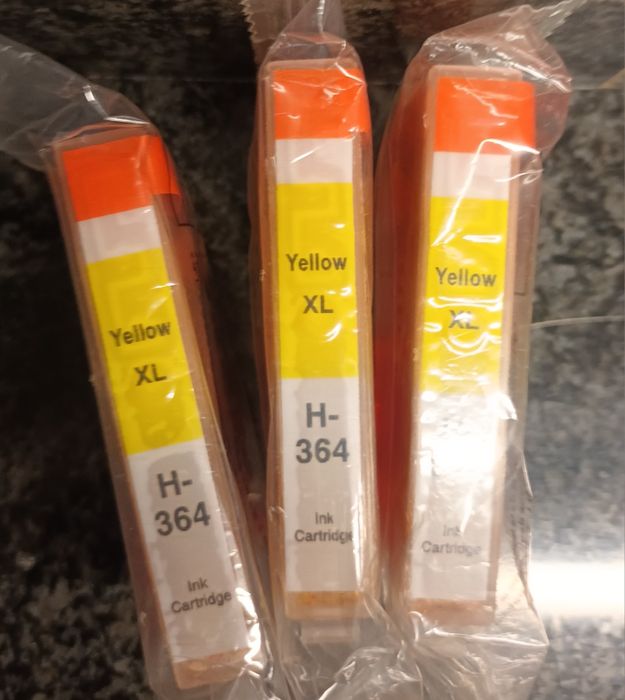 Yellow
XL
H-
364
Ink
Cartridge
Yellow
XL
H-
364
Ink
Cartridge
Yellow
XL
Ink
Cartridge